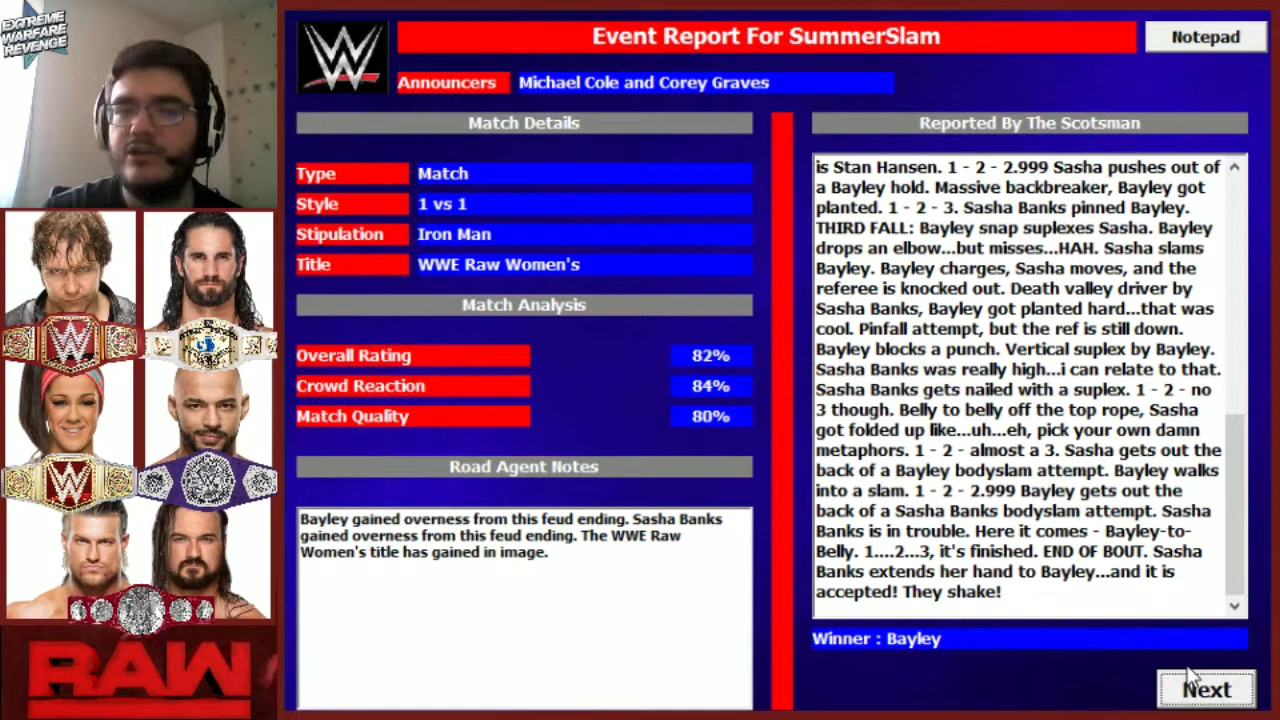 EXTREME
WARFARE
REVENGE
Event Report For SummerSlam
Notepad
Announcers
Michael Cole and Corey Graves
Match Details
Type
Match
Style
1 vs 1
Stipulation
Iron Man
Title
WWE Raw Women's
Match Analysis
Overall Rating
82%
Crowd Reaction
84%
Match Quality
80%
Road Agent Notes
Bayley gained overness from this feud ending. Sasha Banks
gained overness from this feud ending. The WWE Raw
Women's title has gained in image.
Reported By The Scotsman
is Stan Hansen. 1 - 2 - 2.999 Sasha pushes out of
a Bayley hold. Massive backbreaker, Bayley got
planted. 1 - 2 - 3. Sasha Banks pinned Bayley.
THIRD FALL: Bayley snap suplexes Sasha. Bayley
drops an elbow...but misses...HAH. Sasha slams
Bayley. Bayley charges, Sasha moves, and the
referee is knocked out. Death valley driver by
Sasha Banks, Bayley got planted hard...that was
cool. Pinfall attempt, but the ref is still down.
Bayley blocks a punch. Vertical suplex by Bayley.
Sasha Banks was really high...i can relate to that.
Sasha Banks gets nailed with a suplex. 1 - 2 - no
3 though. Belly to belly off the top rope, Sasha
got folded up like...uh...eh, pick your own damn
metaphors. 1 - 2 - almost a 3. Sasha gets out the
back of a Bayley bodyslam attempt. Bayley walks
into a slam. 1 - 2 - 2.999 Bayley gets out the
back of a Sasha Banks bodyslam attempt. Sasha
Banks is in trouble. Here it comes - Bayley-to-
Belly. 1....2...3, it's finished. END OF BOUT. Sasha
Banks extends her hand to Bayley...and it is
accepted! They shake!
Winner : Bayley
Next
RAW